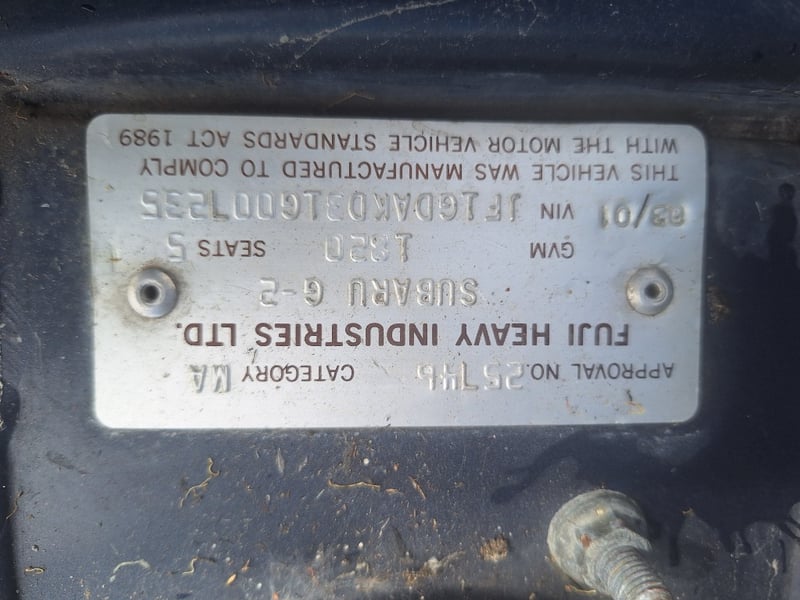 APPROVAL NO. 25746 CATEGORY MA
FUJI HEAVY INDUSTRIES LTD.
SUBARU G-2
GVM 1820 SEATS 5
03/01 VIN JF1GDAKD31G007235
THIS VEHICLE WAS MANUFACTURED TO COMPLY
WITH THE MOTOR VEHICLE STANDARDS ACT 1989